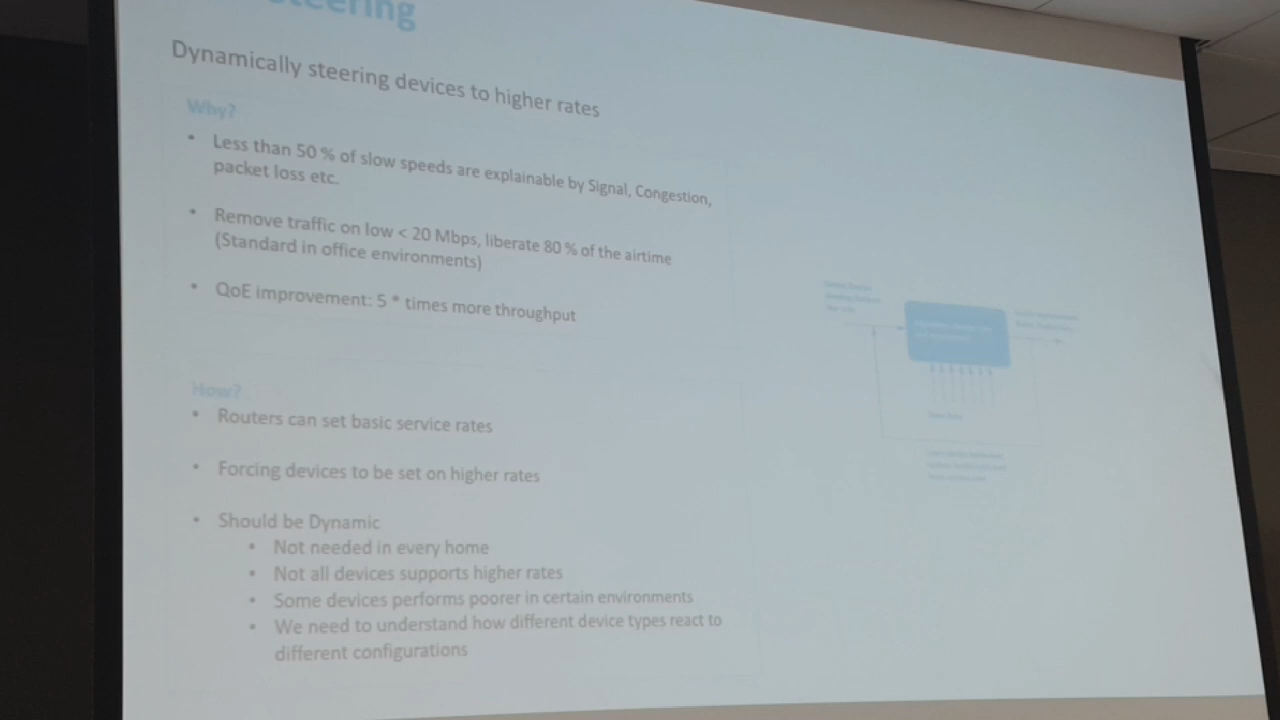 Steering
Dynamically steering devices to higher rates
Why?
• Less than 50 % of slow speeds are explainable by Signal, Congestion,
packet loss etc.
• Remove traffic on low < 20 Mbps, liberate 80 % of the airtime
(Standard in office environments)
• QoE improvement: 5 * times more throughput
How?
• Routers can set basic service rates
• Forcing devices to be set on higher rates
• Should be Dynamic
• Not needed in every home
• Not all devices supports higher rates
• Some devices performs poorer in certain environments
• We need to understand how different device types react to
different configurations